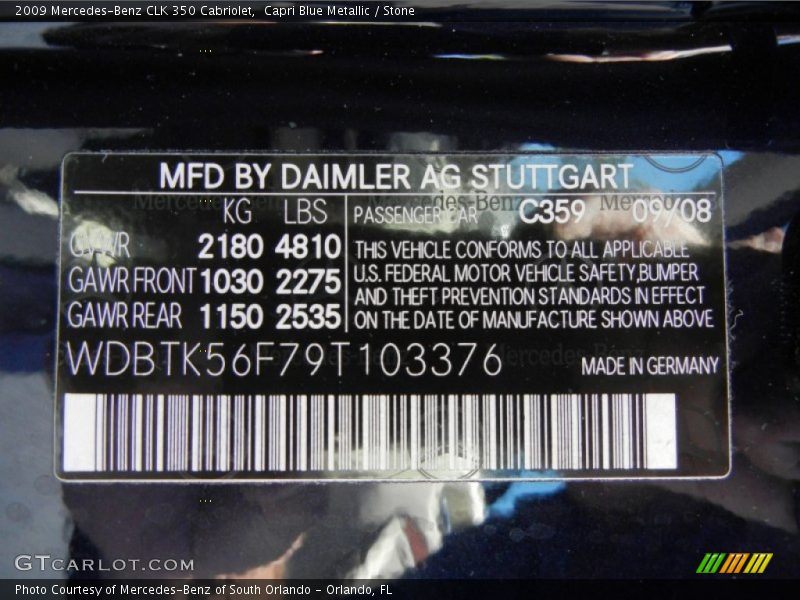 2009 Mercedes-Benz CLK 350 Cabriolet, Capri Blue Metallic / Stone
MFD BY DAIMLER AG STUTTGART
KG LBS
GVWR 2180 4810
GAWR FRONT 1030 2275
GAWR REAR 1150 2535
PASSENGER CAR C359 09/08
THIS VEHICLE CONFORMS TO ALL APPLICABLE
U.S. FEDERAL MOTOR VEHICLE SAFETY, BUMPER
AND THEFT PREVENTION STANDARDS IN EFFECT
ON THE DATE OF MANUFACTURE SHOWN ABOVE
WDBTK56F79T103376 MADE IN GERMANY
GTCARLOT.COM
Photo Courtesy of Mercedes-Benz of South Orlando - Orlando, FL